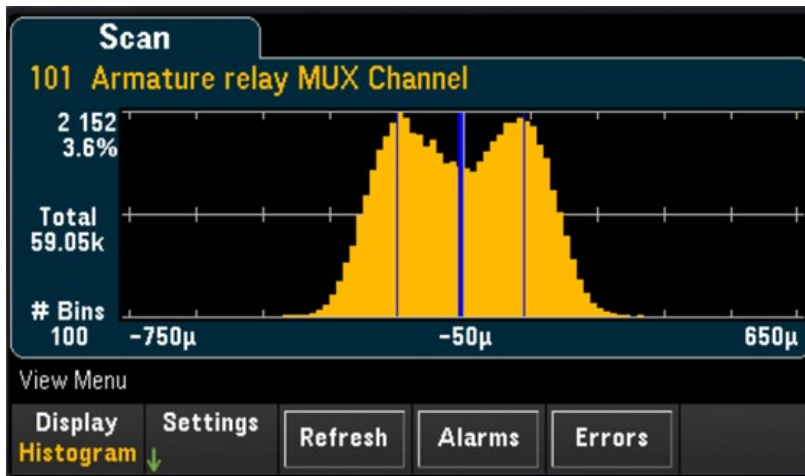 Scan
101 Armature relay MUX Channel
2 152
3.6%
Total
59.05k
# Bins
100
-750µ -50µ 650µ
View Menu
Display Settings Refresh Alarms Errors
Histogram